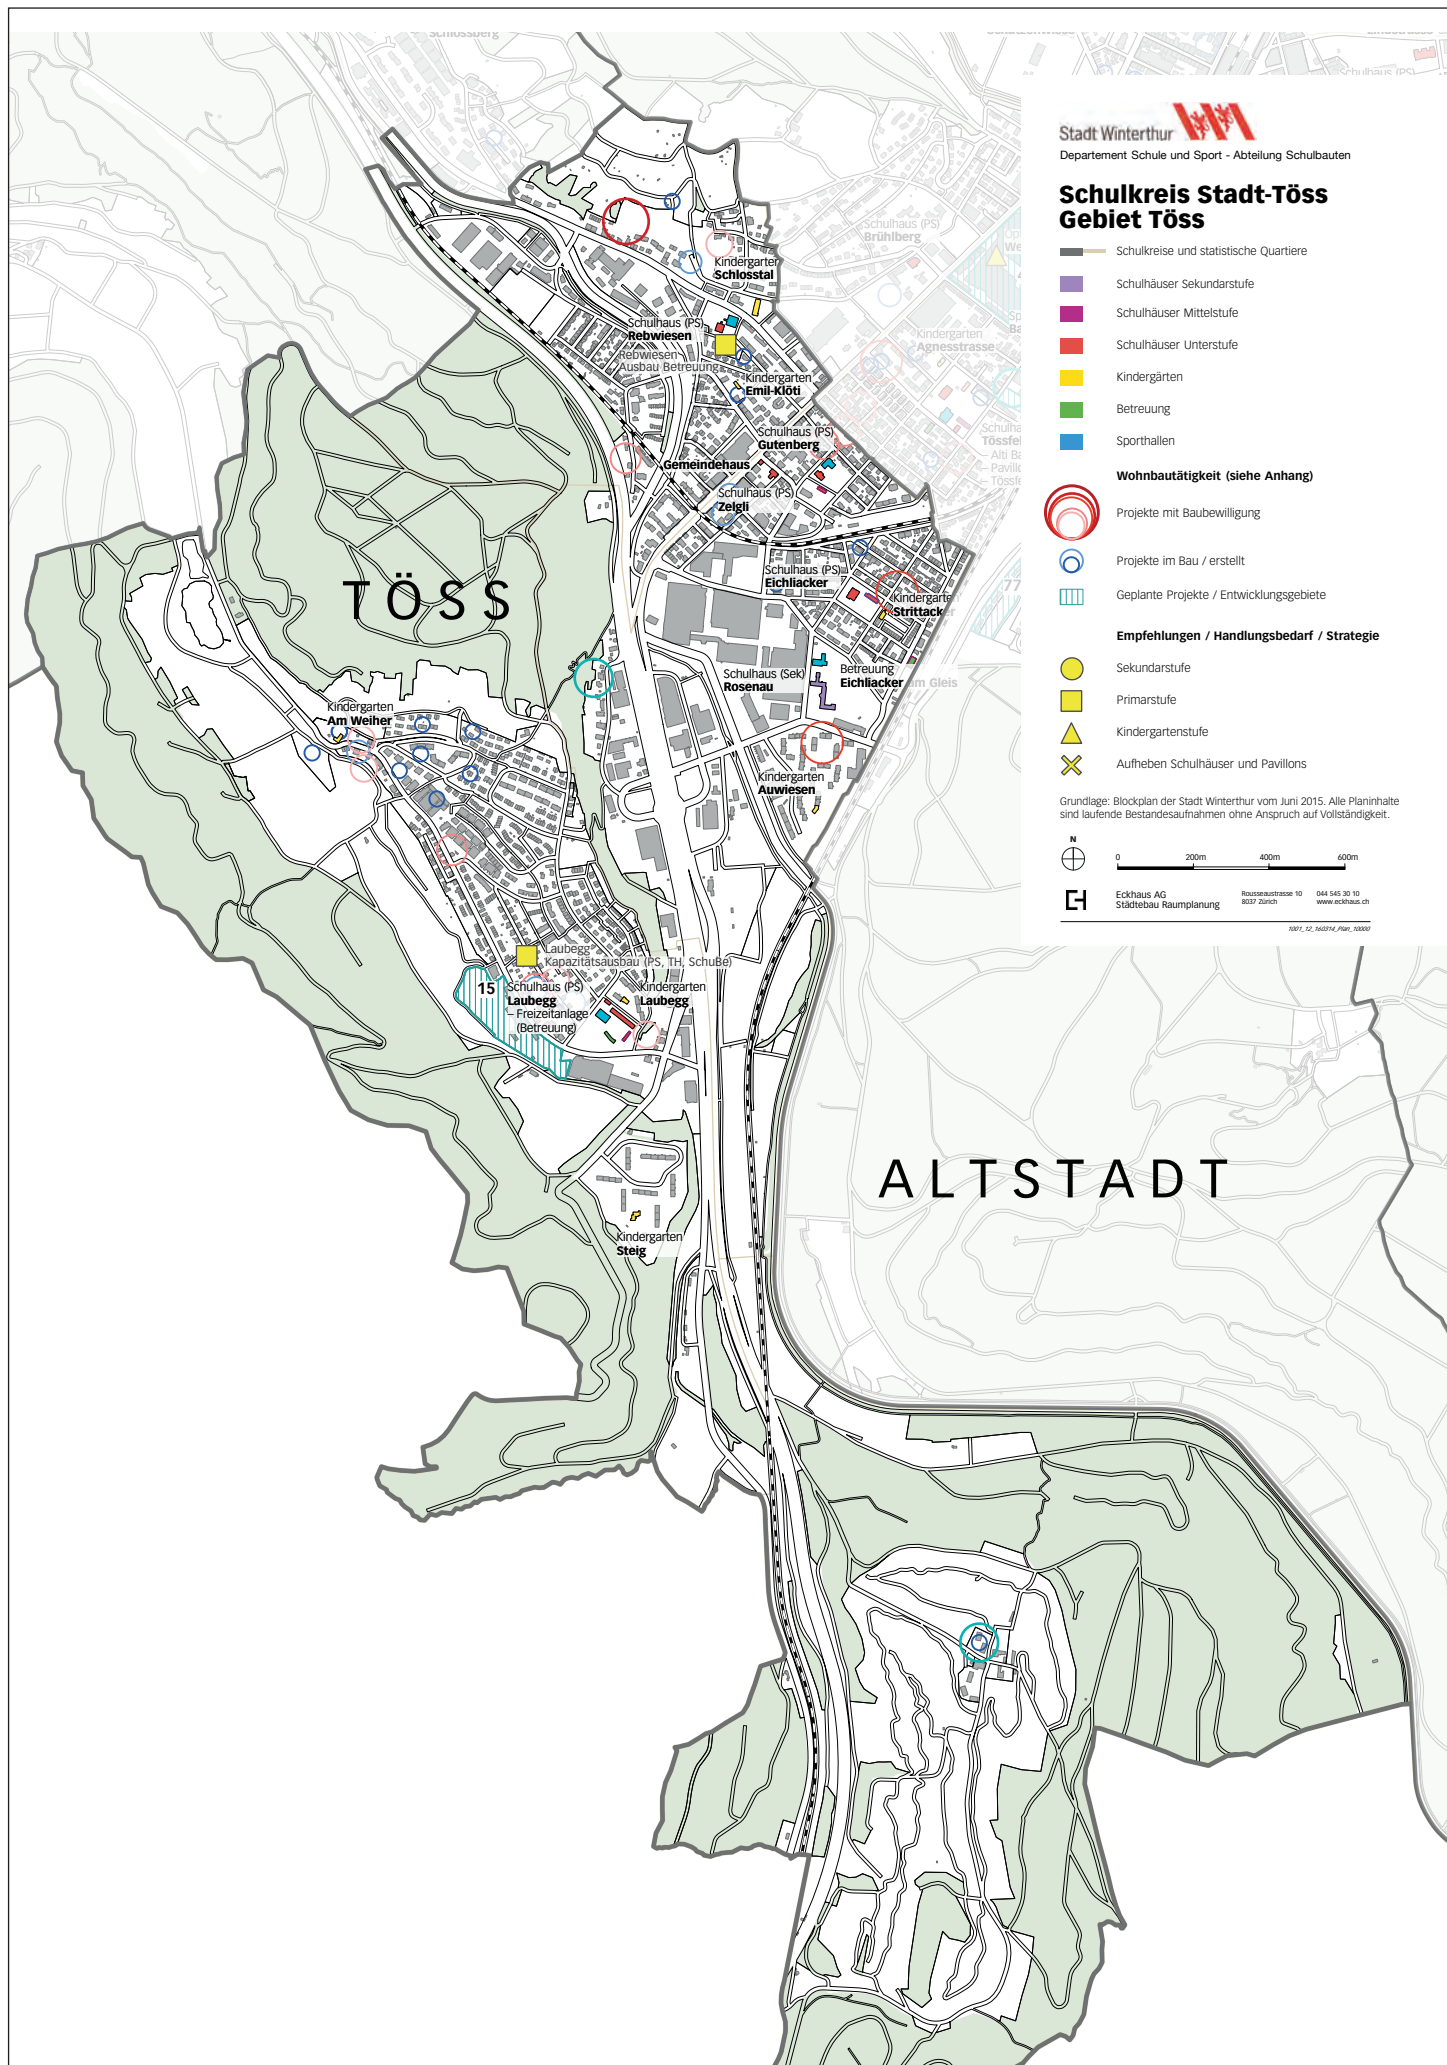 Schlossberg
Schulhaus (PS)
Stadt Winterthur
Departement Schule und Sport - Abteilung Schulbauten
Schulkreis Stadt-Töss
Gebiet Töss
Schulkreise und statistische Quartiere
Schulhäuser Sekundarstufe
Schulhäuser Mittelstufe
Schulhäuser Unterstufe
Kindergärten
Betreuung
Sporthallen
Wohnbautätigkeit (siehe Anhang)
Projekte mit Baubewilligung
Projekte im Bau / erstellt
Geplante Projekte / Entwicklungsgebiete
Empfehlungen / Handlungsbedarf / Strategie
Sekundarstufe
Primarstufe
Kindergartenstufe
Aufheben Schulhäuser und Pavillons
Grundlage: Blockplan der Stadt Winterthur vom Juni 2015. Alle Planinhalte
sind laufende Bestandesaufnahmen ohne Anspruch auf Vollständigkeit.
N
0 200m 400m 600m
Eckhaus AG
Städtebau Raumplanung
Rousseaustrasse 10
8037 Zürich
044 545 30 10
www.eckhaus.ch
1001_12_160314_Plan_10000
Schulhaus (PS)
Brühlberg
Kindergarten
Schlosstal
Schulhaus (PS)
Rebwiesen
Rebwiesen
Ausbau Betreuung
Kindergarten
Agnesstrasse
Kindergarten
Emil-Klöti
Schulhaus (PS)
Gutenberg
Gemeindehaus
Schulhaus (PS)
Zelgli
Schulhaus (PS)
Eichliacker
77
TÖSS
Kindergarten
Strittacker
Schulhaus (Sek)
Rosenau
Betreuung
Eichliacker
am Gleis
Kindergarten
Am Weiher
Kindergarten
Auwiesen
Laubegg
Kapazitätsausbau (PS, TH, SchuBe)
15
Schulhaus (PS)
Laubegg
– Freizeitanlage
(Betreuung)
Kindergarten
Laubegg
ALTSTADT
Kindergarten
Steig